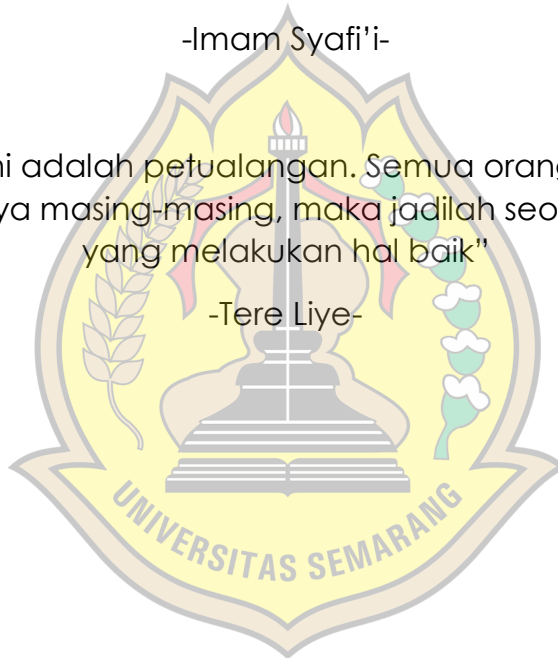 -Imam Syafi’i-
ni adalah petualangan. Semua orang
ya masing-masing, maka jadilah seo
yang melakukan hal baik”
-Tere Liye-
UNIVERSITAS SEMARANG